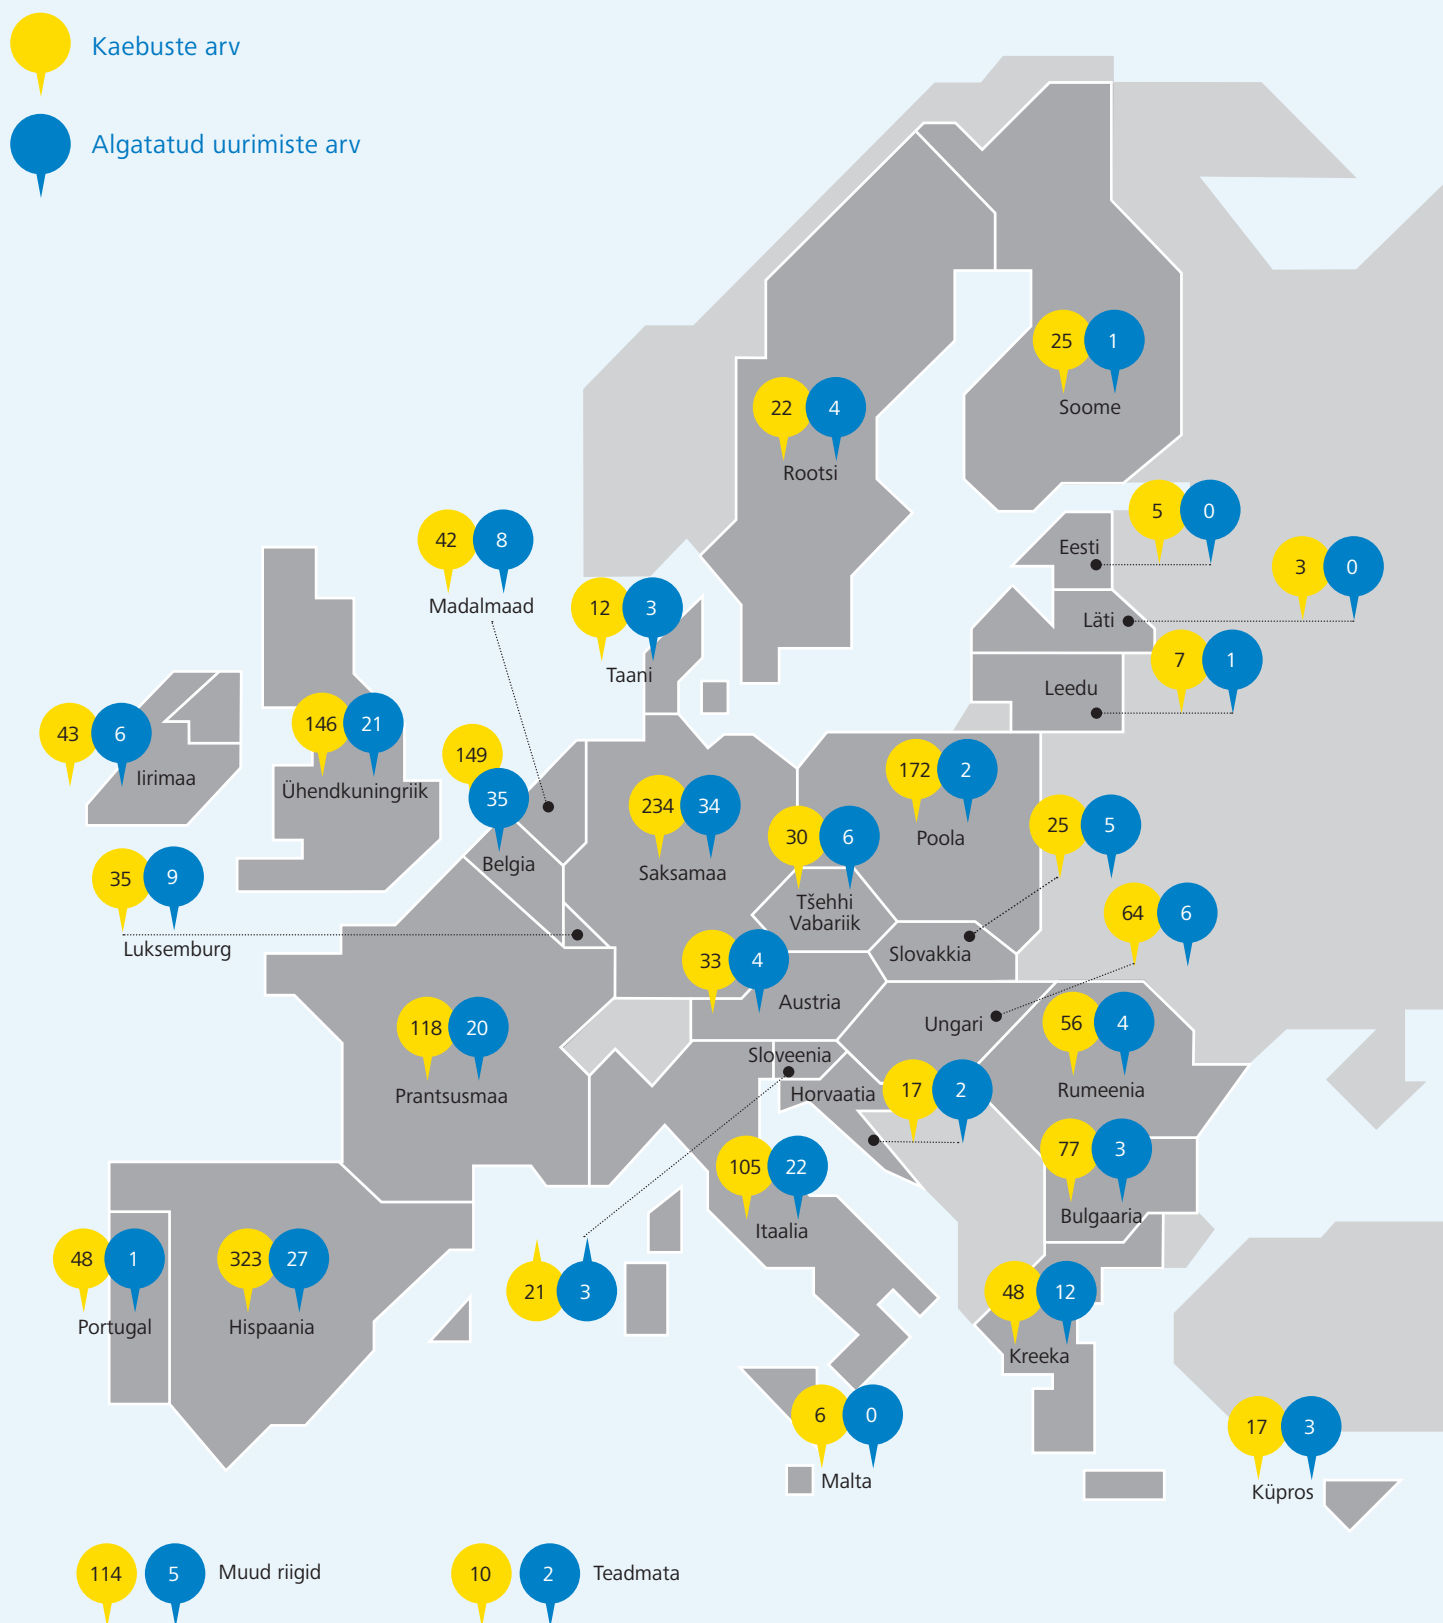 Kaebuste arv
Algatatud uurimiste arv
25 1
Soome
22 4
Rootsi
5 0
Eesti
3 0
Läti
7 1
Leedu
42 8
Madalmaad
12 3
Taani
43 6
Iirimaa
146 21
Ühendkuningriik
149
35
Belgia
234 34
Saksamaa
172 2
Poola
30 6
Tšehhi
Vabariik
25 5
Slovakkia
35 9
Luksemburg
64 6
Ungari
33 4
Austria
118 20
Prantsusmaa
56 4
Rumeenia
Sloveenia
21 3
Horvaatia
17 2
77 3
Bulgaaria
105 22
Itaalia
48 1
Portugal
323 27
Hispaania
48 12
Kreeka
6 0
Malta
17 3
Küpros
114 5 Muud riigid
10 2 Teadmata